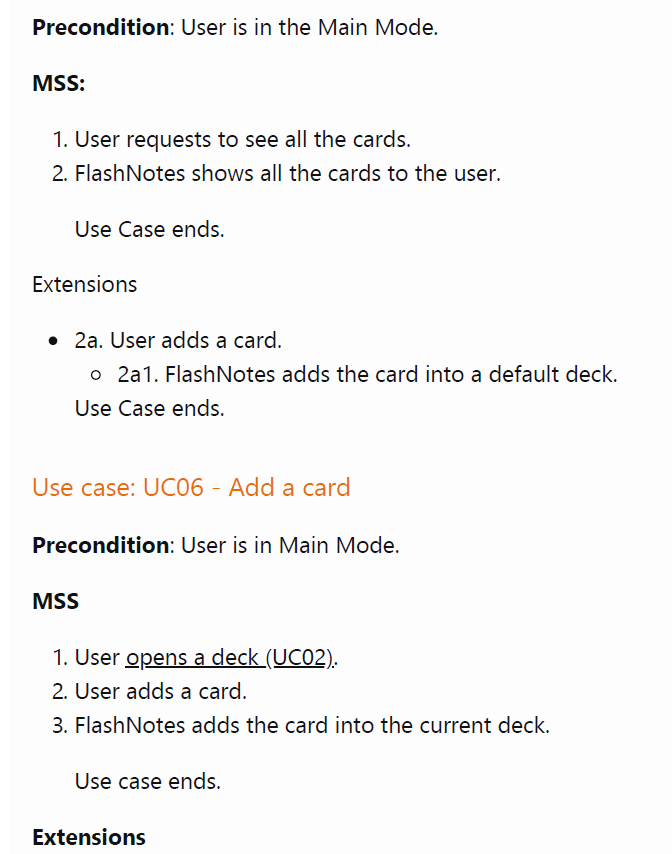 Precondition: User is in the Main Mode.
MSS:
1. User requests to see all the cards.
2. FlashNotes shows all the cards to the user.
Use Case ends.
Extensions
• 2a. User adds a card.
○ 2a1. FlashNotes adds the card into a default deck.
Use Case ends.
Use case: UC06 - Add a card
Precondition: User is in Main Mode.
MSS
1. User opens a deck (UC02).
2. User adds a card.
3. FlashNotes adds the card into the current deck.
Use case ends.
Extensions